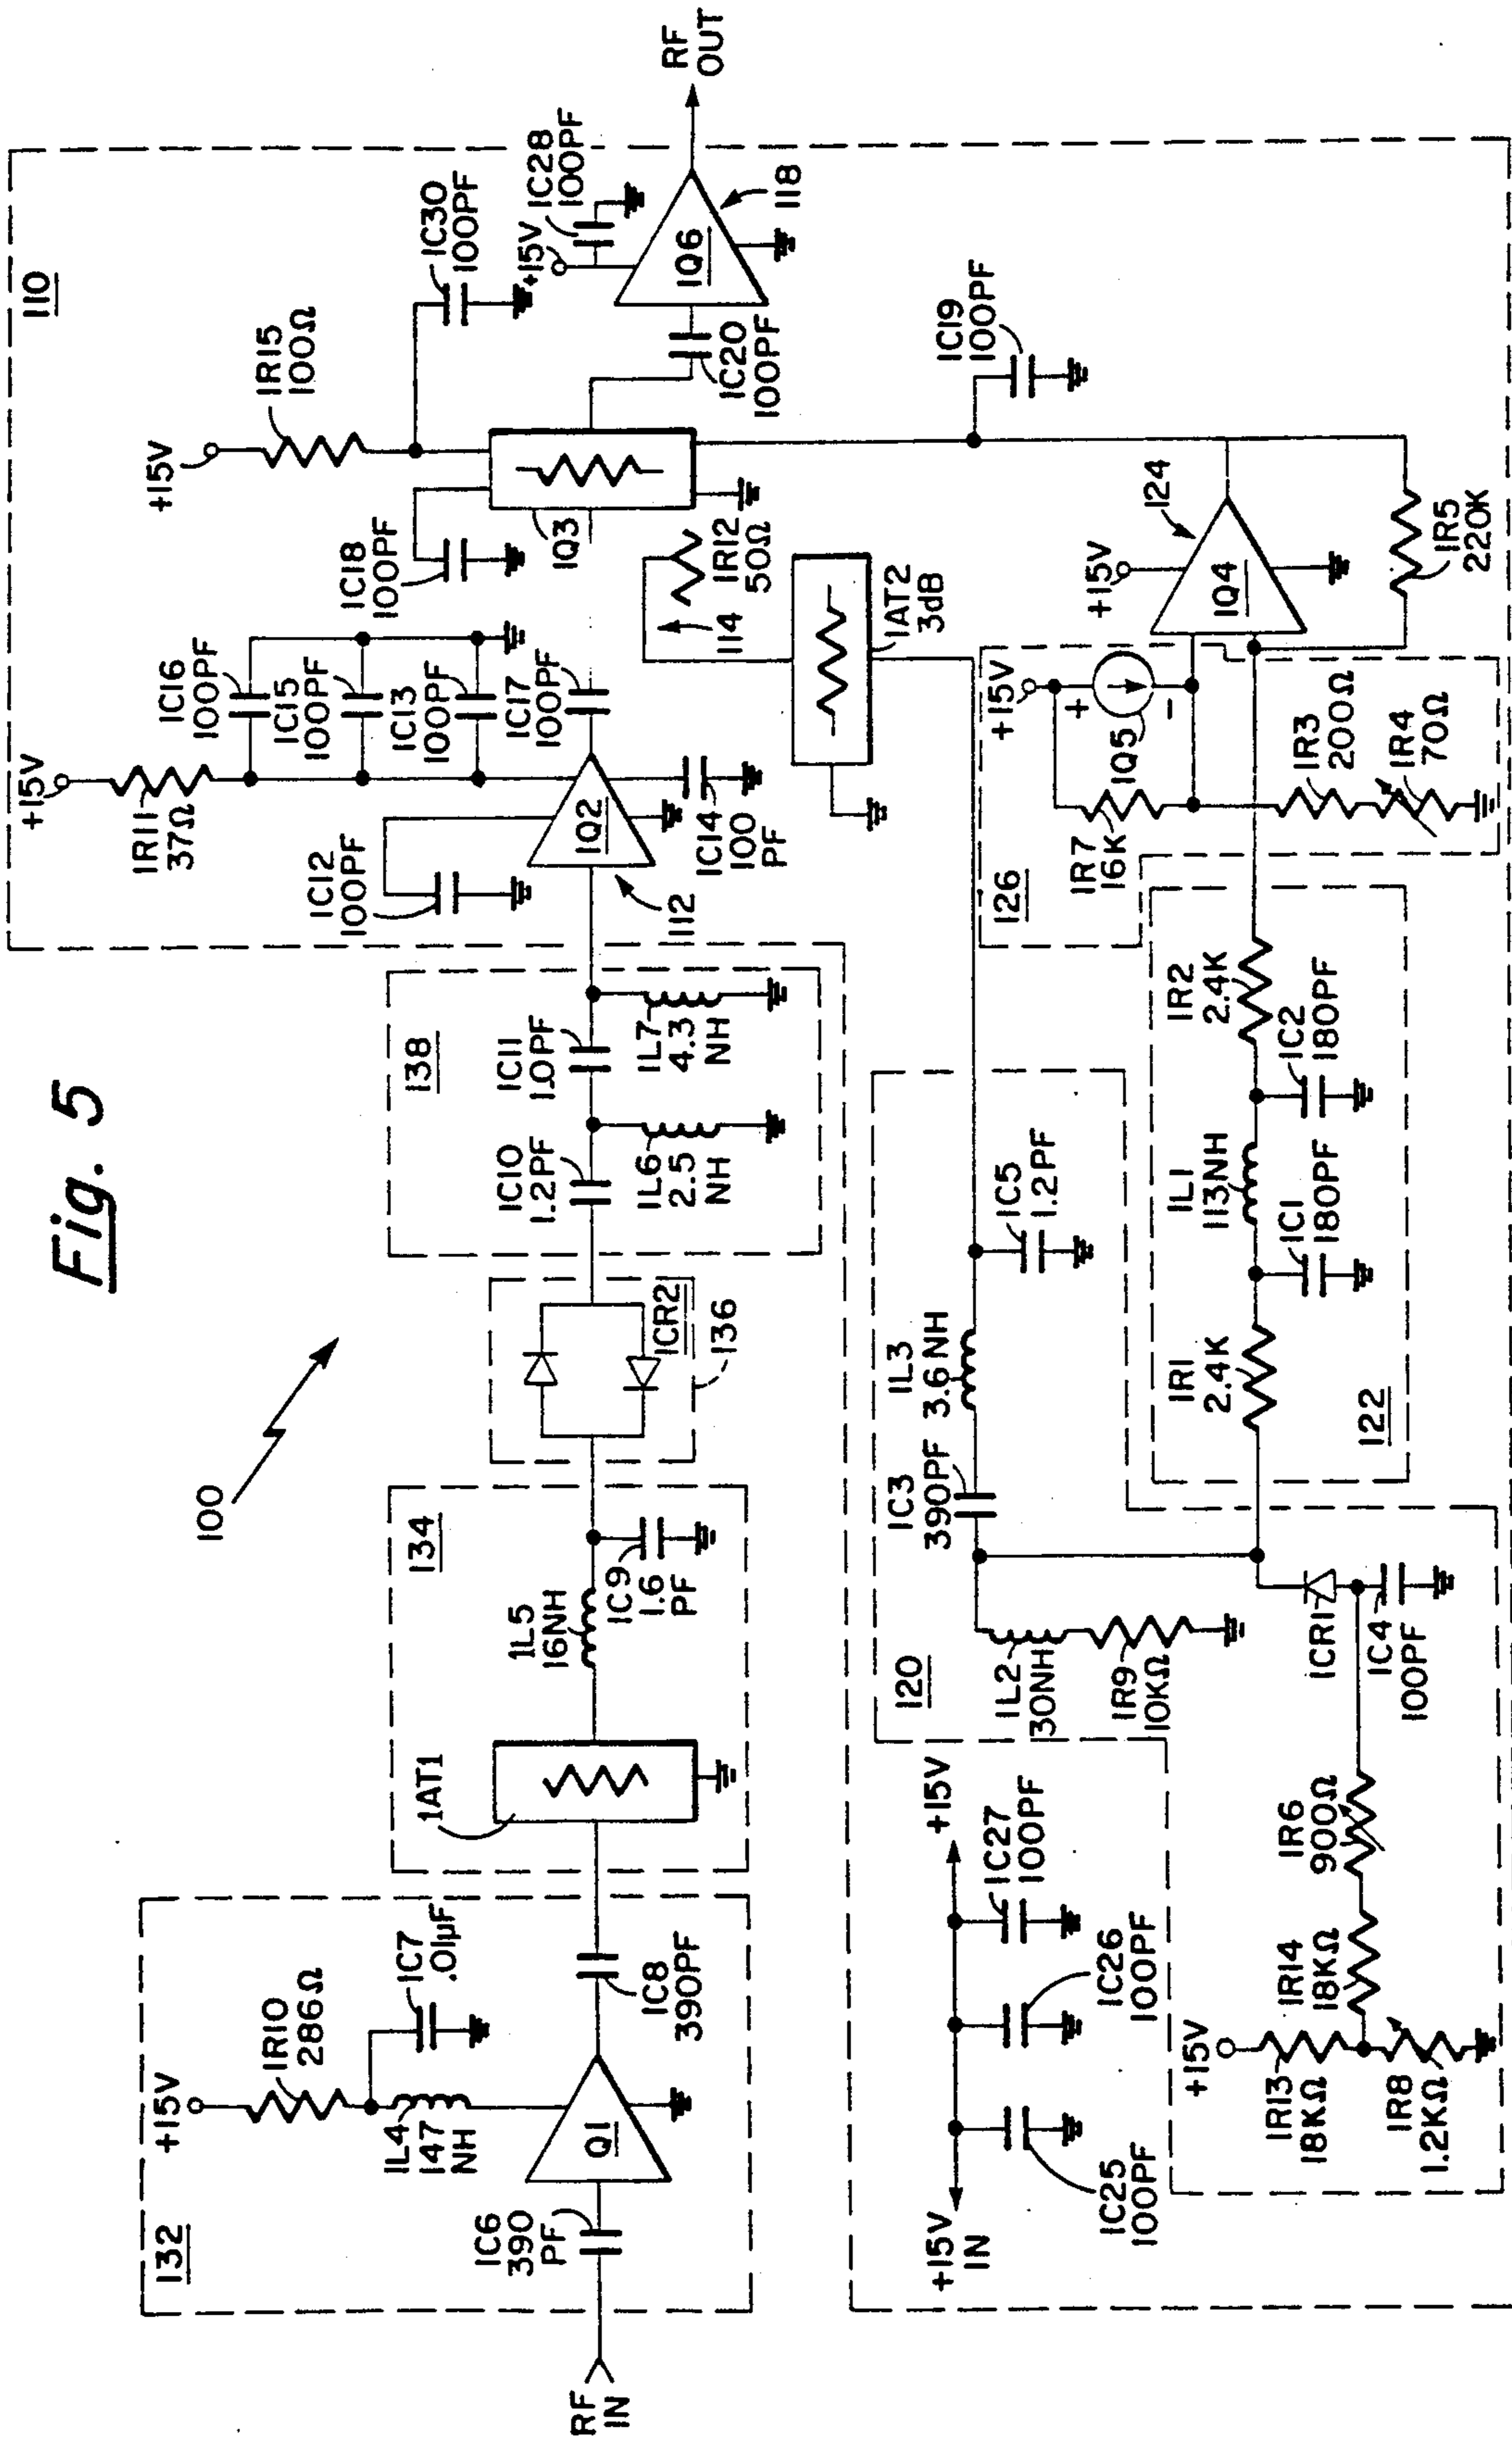 Fig. 5
100
110
132
+15V
1R10
286Ω
1C7
.01µF
1L4
147
NH
Q1
1C6
390
PF
1C8
390PF
RF
IN
134
1AT1
1L5
16NH
1C9
1.6
PF
1CR2
136
138
1C10
1.2PF
1C11
1.0PF
1L6
2.5
NH
1L7
4.3
NH
+15V
1R11
37Ω
1C16
100PF
1C15
100PF
1C13
100PF
1C17
100PF
1C12
100PF
1Q2
112
1C14
100
PF
+15V
1R15
100Ω
1C30
100PF
1C18
100PF
1Q3
1R12
50Ω
114
1AT2
3dB
1C20
100PF
+15V
1C28
100PF
1Q6
118
RF
OUT
1C19
100PF
124
+15V
1Q4
1R5
220K
+15V
+
-
1Q5
1R7
16K
126
1R3
200Ω
1R4
70Ω
120
1L2
30NH
1R9
10KΩ
1C3
390PF
1L3
3.6NH
1C5
1.2PF
122
1R1
2.4K
1L1
113NH
1C1
180PF
1C2
180PF
1R2
2.4K
1CR1
1C4
100PF
+15V
IN
+15V
1C25
100PF
1C26
100PF
1C27
100PF
+15V
1R13
18KΩ
1R8
1.2KΩ
1R14
18KΩ
1R6
900Ω